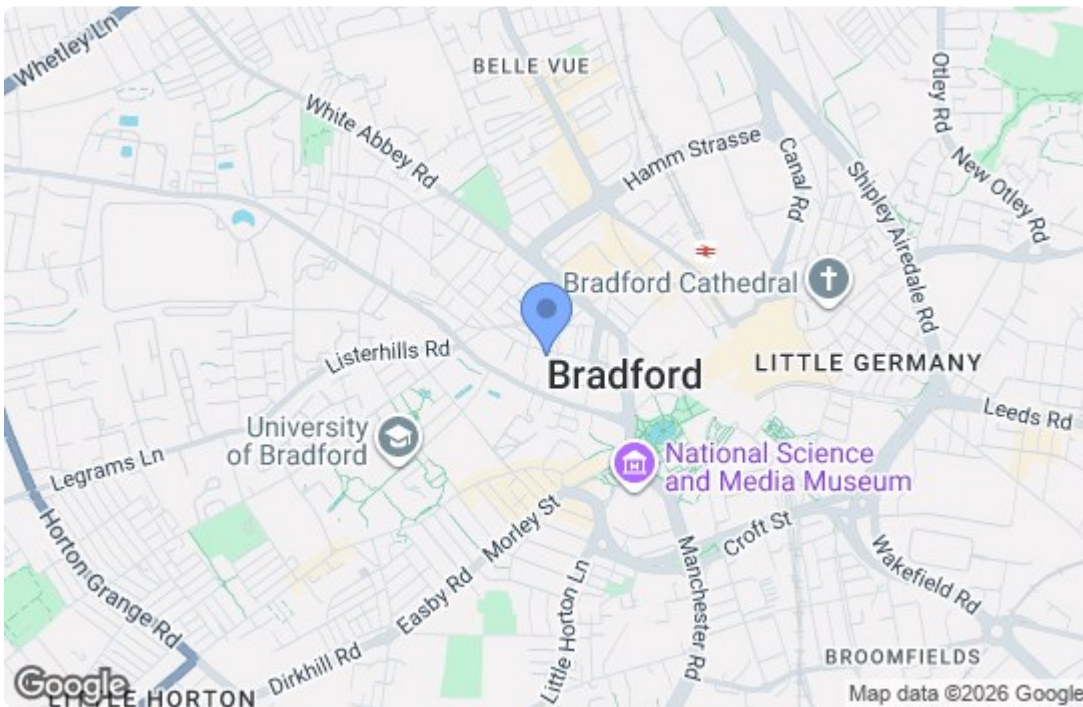 Whetley Ln
BELLE VUE
Otley Rd
White Abbey Rd
Hamm Strasse
Canal Rd
New Otley Rd
Shipley Airedale Rd
Bradford Cathedral
Listerhills Rd
Bradford
LITTLE GERMANY
Leeds Rd
University
of Bradford
National Science
and Media Museum
Legrams Ln
Morley St
Croft St
Horton Grange Rd
Easby Rd
Manchester Rd
Wakefield Rd
Little Horton Ln
Dirkhill Rd
BROOMFIELDS
Google
LITTLE HORTON
Map data ©2026 Google